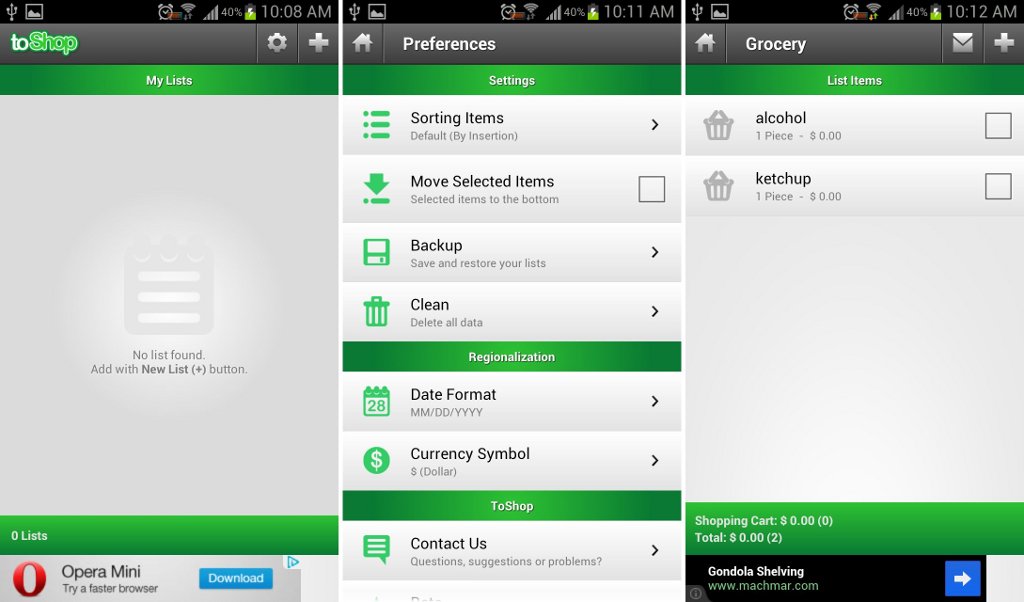 40% 10:08 AM
toShop
My Lists
No list found.
Add with New List (+) button.
0 Lists
Opera Mini
Try a faster browser
Download
40% 10:11 AM
Preferences
Settings
Sorting Items
Default (By Insertion)
Move Selected Items
Selected items to the bottom
Backup
Save and restore your lists
Clean
Delete all data
Regionalization
28
Date Format
MM/DD/YYYY
$
Currency Symbol
$ (Dollar)
ToShop
Contact Us
Questions, suggestions or problems?
40% 10:12 AM
Grocery
List Items
alcohol
1 Piece - $ 0.00
ketchup
1 Piece - $ 0.00
Shopping Cart: $ 0.00 (0)
Total: $ 0.00 (2)
Gondola Shelving
www.machmar.com